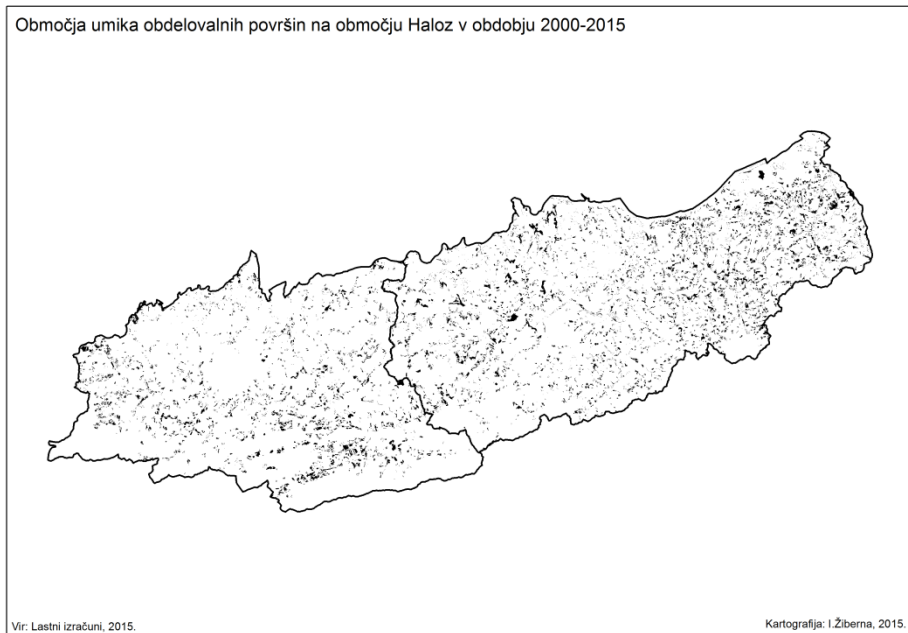 Območja umika obdelovalnih površin na območju Haloz v obdobju 2000-2015
Vir: Lastni izračuni, 2015.
Kartografija: I.Žiberna, 2015.